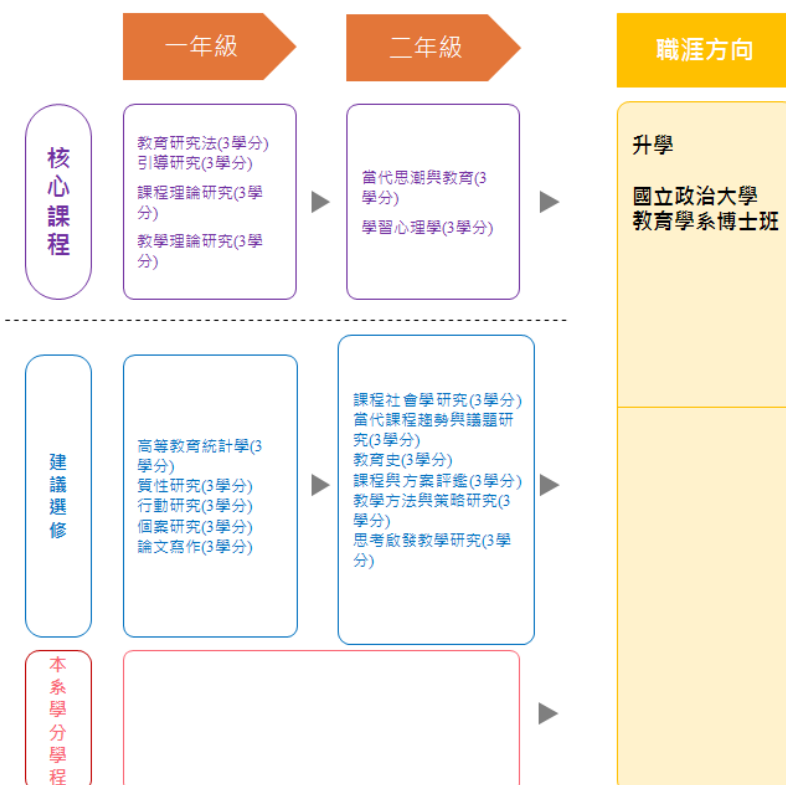 一年級
二年級
職涯方向
核心課程
教育研究法(3學分)
引導研究(3學分)
課程理論研究(3學
分)
教學理論研究(3學
分)
當代思潮與教育(3
學分)
學習心理學(3學分)
升學
國立政治大學
教育學系博士班
建議選修
高等教育統計學(3
學分)
質性研究(3學分)
行動研究(3學分)
個案研究(3學分)
論文寫作(3學分)
課程社會學研究(3學分)
當代課程趨勢與議題研
究(3學分)
教育史(3學分)
課程與方案評鑑(3學分)
教學方法與策略研究(3
學分)
思考啟發教學研究(3學
分)
本系學分學程